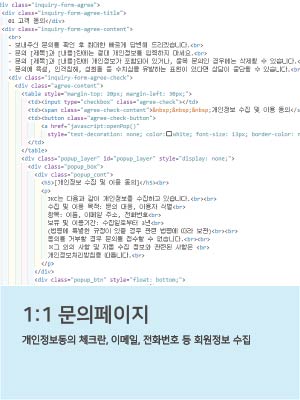 <div class="inquiry-form-agree">
<div class="inquiry-form-agree-title">
01 고객 동의</div>
<div class="inquiry-form-agree-content">
<br>
- 보내주신 문의를 확인 후 최대한 빠르게 답변해 드리겠습니다.<br>
- 문의 [제목]과 [내용]란에는 절대 개인정보를 입력하지 마세요.<br>
- 문의 [제목]과 [내용]란에 개인정보가 포함되어 있거나, 중복 문의인 경우에는 삭제될 수 있습니다.
- 문의에 욕설, 인격침해, 성희롱 등 수치심을 유발하는 표현이 있다면 상담이 중단될 수 있습니다.<br>
<div class="inquiry-form-agree-check">
<div class="agree-content">
<table style="margin-top: 20px; margin-left: 30px;">
<td><input type="checkbox" class="agree-check"></td>
<td><span class="agree-check-content">&nbsp;&nbsp;&nbsp;개인정보 수집 및 이용 동의
<td><button class="agree-check-button">
<a href="javascript:openPop()"
style="text-decoration: none; color: white; font-size: 13px; border-color:
</td>
</table>
<div class="popup_layer" id="popup_layer" style="display: none;">
<div class="popup_box">
<div class="popup_cont">
<h5>[개인정보 수집 및 이용 동의]</h5><br>
<p>
JKC는 다음과 같이 개인정보를 수집하고 있습니다.<br><br>
수집 및 이용 목적: 문의 대응, 이용자 식별<br>
항목: 이름, 이메일 주소, 전화번호<br>
보유 및 이용기간: 수집일로부터 1년<br>
(법령에 특별한 규정이 있을 경우 관련 법령에 따라 보관)<br><br>
동의를 거부할 경우 문의를 접수할 수 없습니다.<br><br>
※그 외의 사항 및 자동 수집 정보와 관련된 사항은 <br>
개인정보처리방침을 따릅니다.<br>
</p>
</div>
<div class="popup_btn" style="float: bottom;">
1:1 문의페이지
개인정보동의 체크란, 이메일, 전화번호 등 회원정보 수집